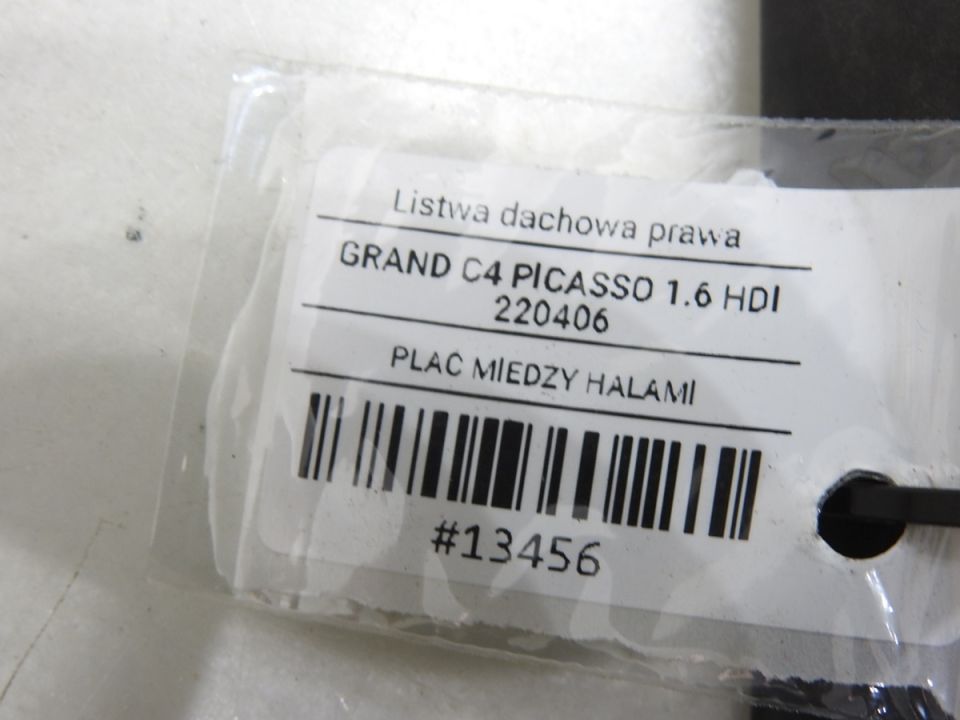 Listwa dachowa prawa
GRAND C4 PICASSO 1.6 HDI
220406
PLAC MIEDZY HALAMI
#13456